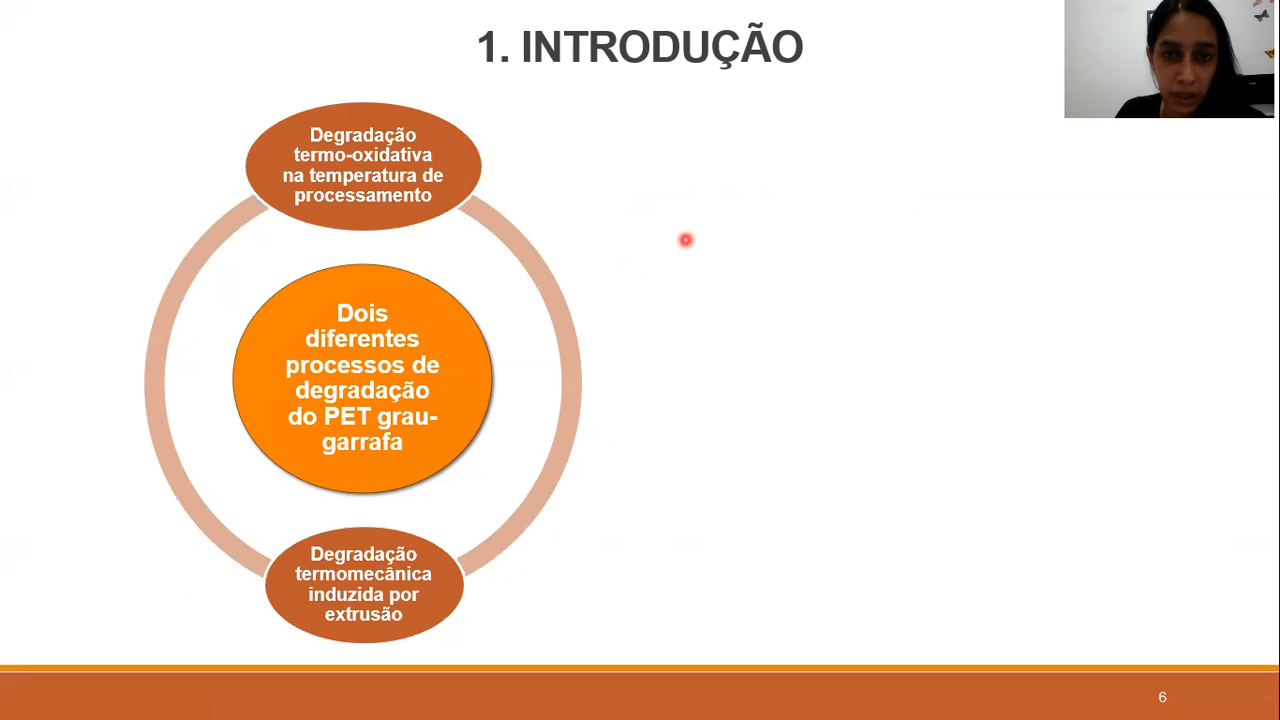 1. INTRODUÇÃO
Degradação
termo-oxidativa
na temperatura de
processamento
Dois
diferentes
processos de
degradação
do PET grau-
garrafa
Degradação
termomecânica
induzida por
extrusão
6